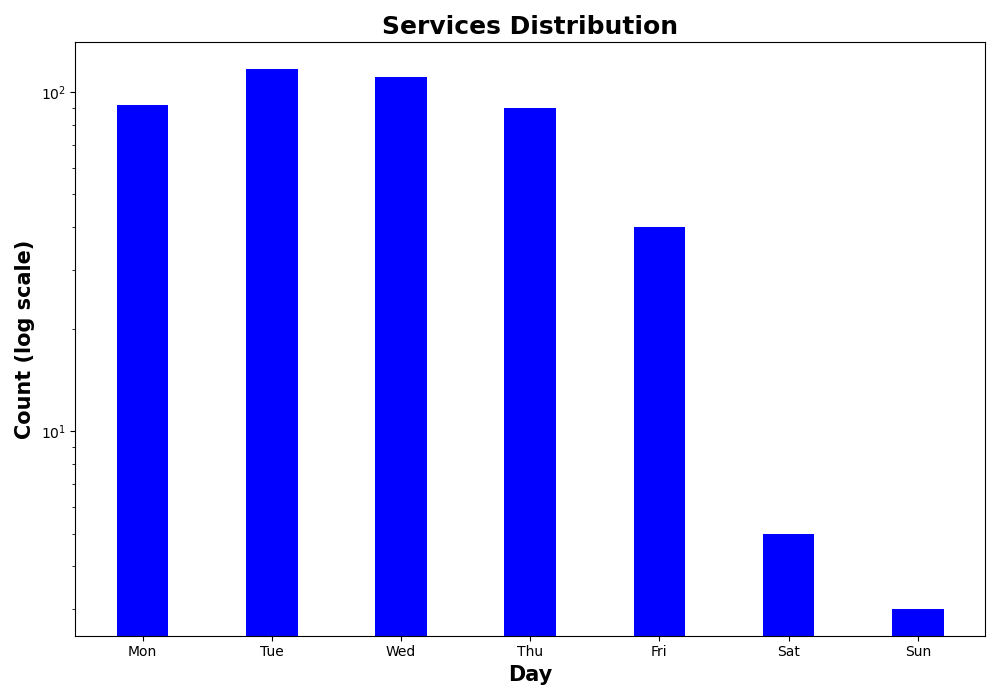 Services Distribution
Count (log scale)
10²
10¹
Mon Tue Wed Thu Fri Sat Sun
Day